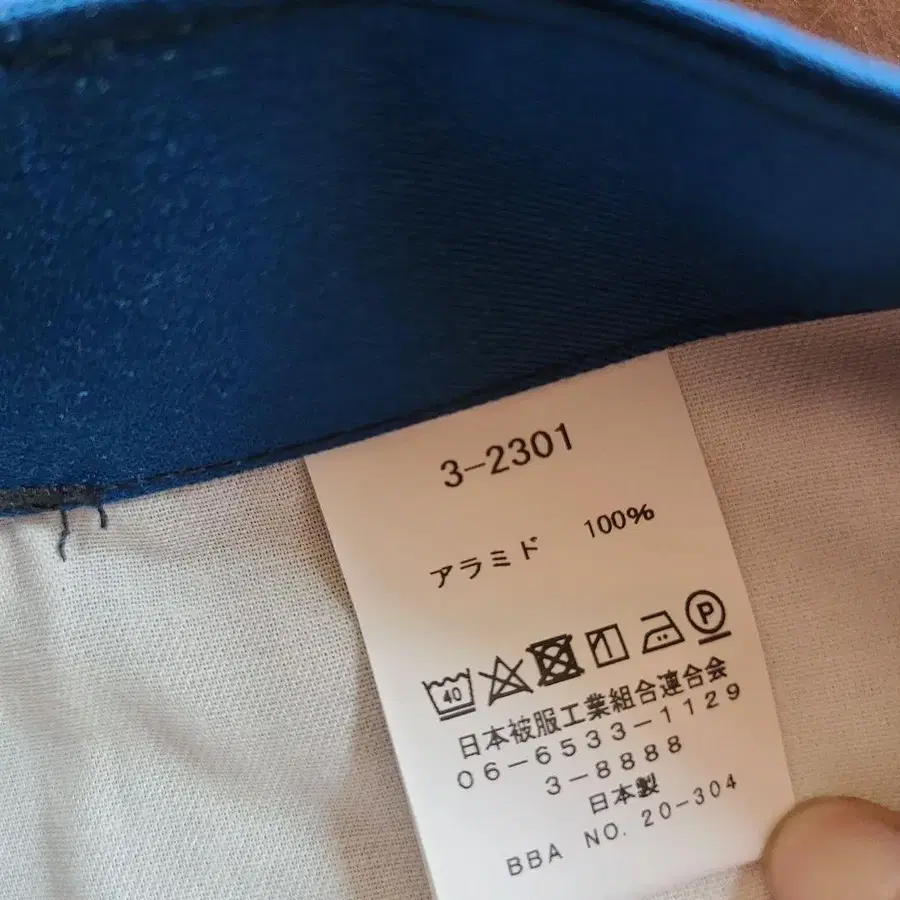 3-2301
アラミド 100%
40 P
日本被服工業組合連合会
06-6533-1129
3-8888
日本製
BBA NO. 20-304